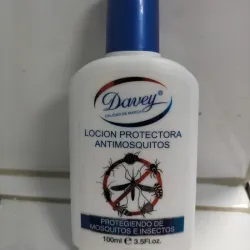 Davey®
LOCION PROTECTORA
ANTIMOSQUITOS
PROTEGIENDO DE
MOSQUITOS E INSECTOS
100ml ℮ 3.5Fl.oz.